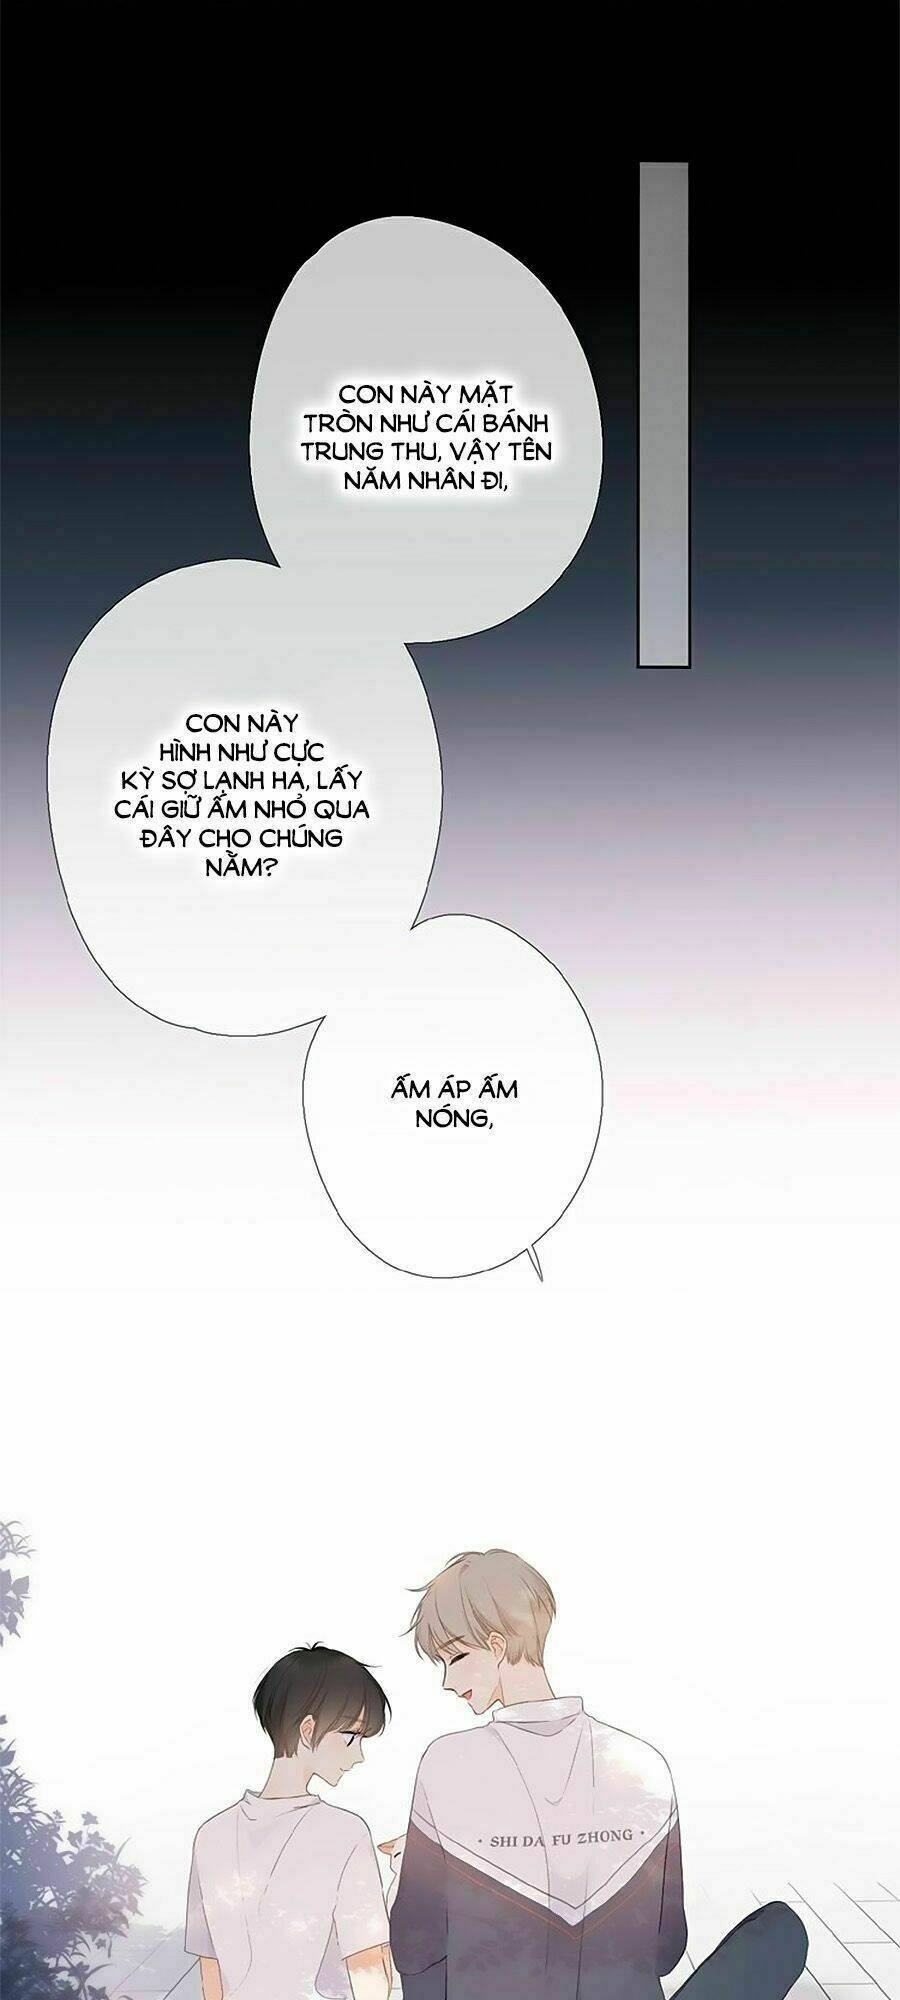 CON NÀY MẶT
TRÒN NHƯ CÁI BÁNH
TRUNG THU, VẬY TÊN
NĂM NHÂN ĐI,
CON NÀY
HÌNH NHƯ CỰC
KỲ SỢ LẠNH HA, LẤY
CÁI GIỮ ẤM NHỎ QUA
ĐÂY CHO CHÚNG
NẰM?
ẤM ÁP ẤM
NÓNG,
· SHI DA FU ZHONG ·